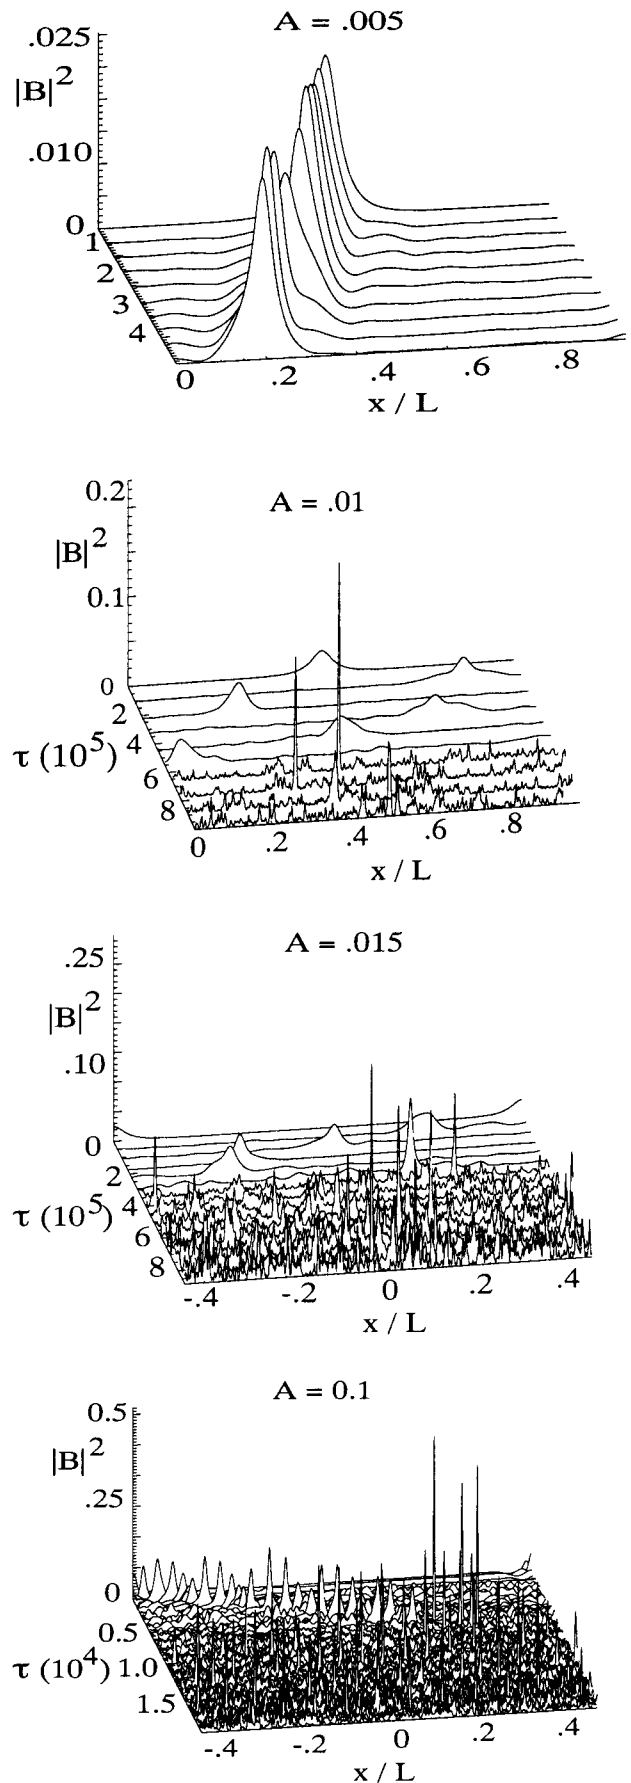 A = .005
.025
|B|²
.010
0
1
2
3
4
0 .2 .4 .6 .8
x / L
A = .01
0.2
|B|²
0.1
0
2
τ (10⁵) 4
6
8
0 .2 .4 .6 .8
x / L
A = .015
.25
|B|²
.10
0
2
4
τ (10⁵) 6
8
-.4 -.2 0 .2 .4
x / L
A = 0.1
0.5
|B|²
.25
0
0.5
τ (10⁴) 1.0
1.5
-.4 -.2 0 .2 .4
x / L